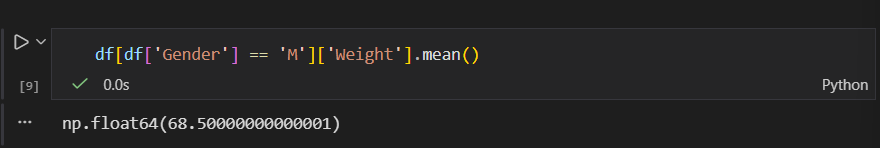 df[df['Gender'] == 'M']['Weight'].mean()
[9]
0.0s
Python
np.float64(68.50000000000001)